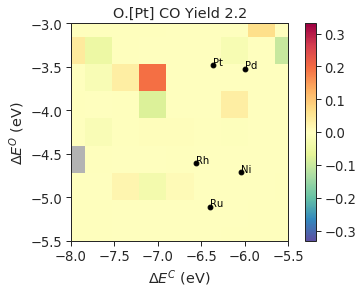 O.[Pt] CO Yield 2.2
−3.0
−3.5
−4.0
−4.5
−5.0
−5.5
ΔE^O (eV)
Pt
Pd
Rh
Ni
Ru
−8.0 −7.5 −7.0 −6.5 −6.0 −5.5
ΔE^C (eV)
0.3
0.2
0.1
0.0
−0.1
−0.2
−0.3